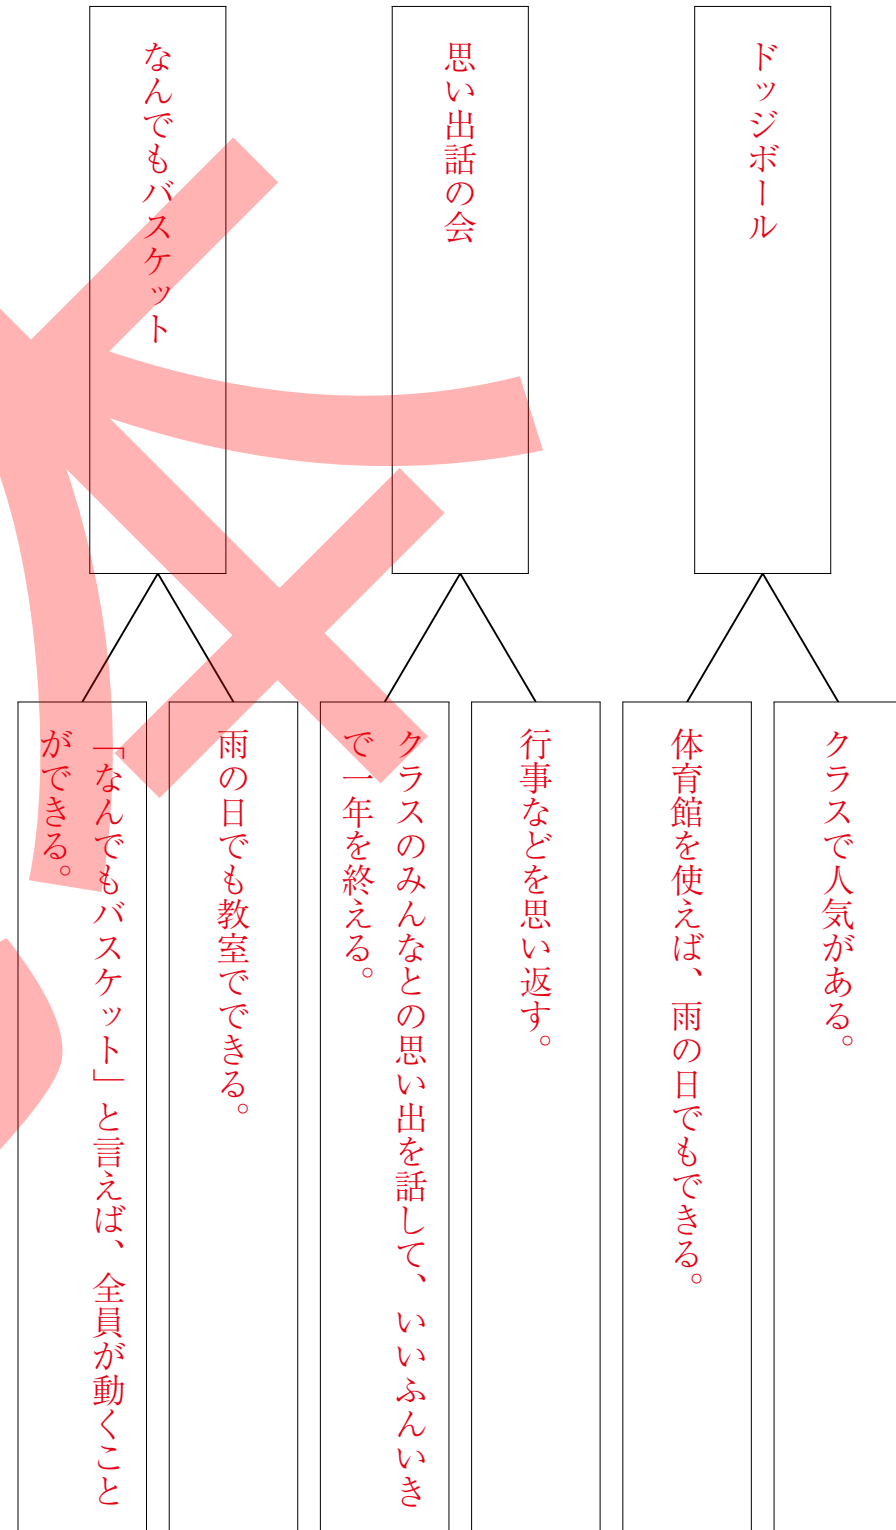 ドッジボール
クラスで人気がある。
体育館を使えば、雨の日でもできる。
思い出話の会
行事などを思い返す。
クラスのみんなとの思い出を話して、いいふんいき
で一年を終える。
なんでもバスケット
雨の日でも教室でできる。
「なんでもバスケット」と言えば、全員が動くこと
ができる。